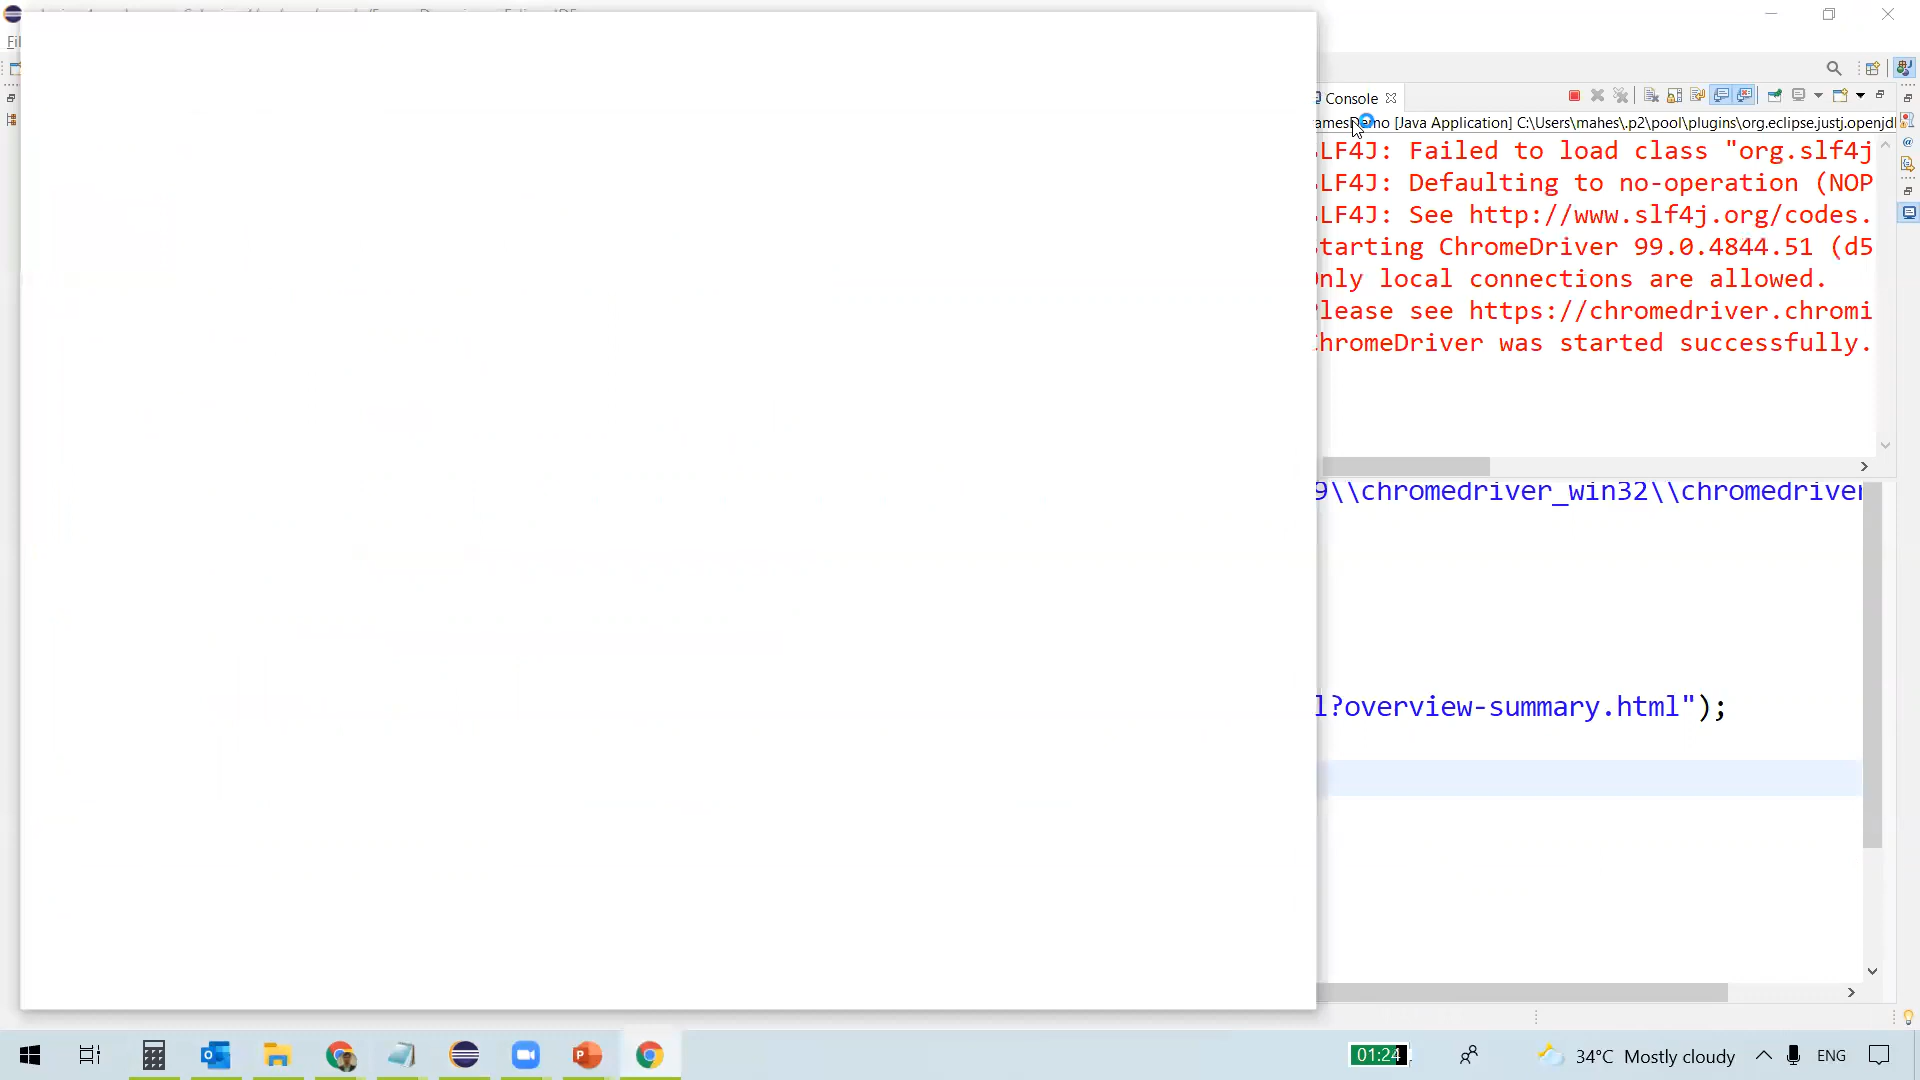 Console
Demo [Java Application] C:\Users\mahes\.p2\pool\plugins\org.eclipse.justj.openjd
LF4J: Failed to load class "org.slf4j
LF4J: Defaulting to no-operation (NOP
LF4J: See http://www.slf4j.org/codes.
tarting ChromeDriver 99.0.4844.51 (d5
nly local connections are allowed.
lease see https://chromedriver.chromi
hromeDriver was started successfully.
9\\chromedriver_win32\\chromedriver
l?overview-summary.html");
01:24
34°C Mostly cloudy
ENG